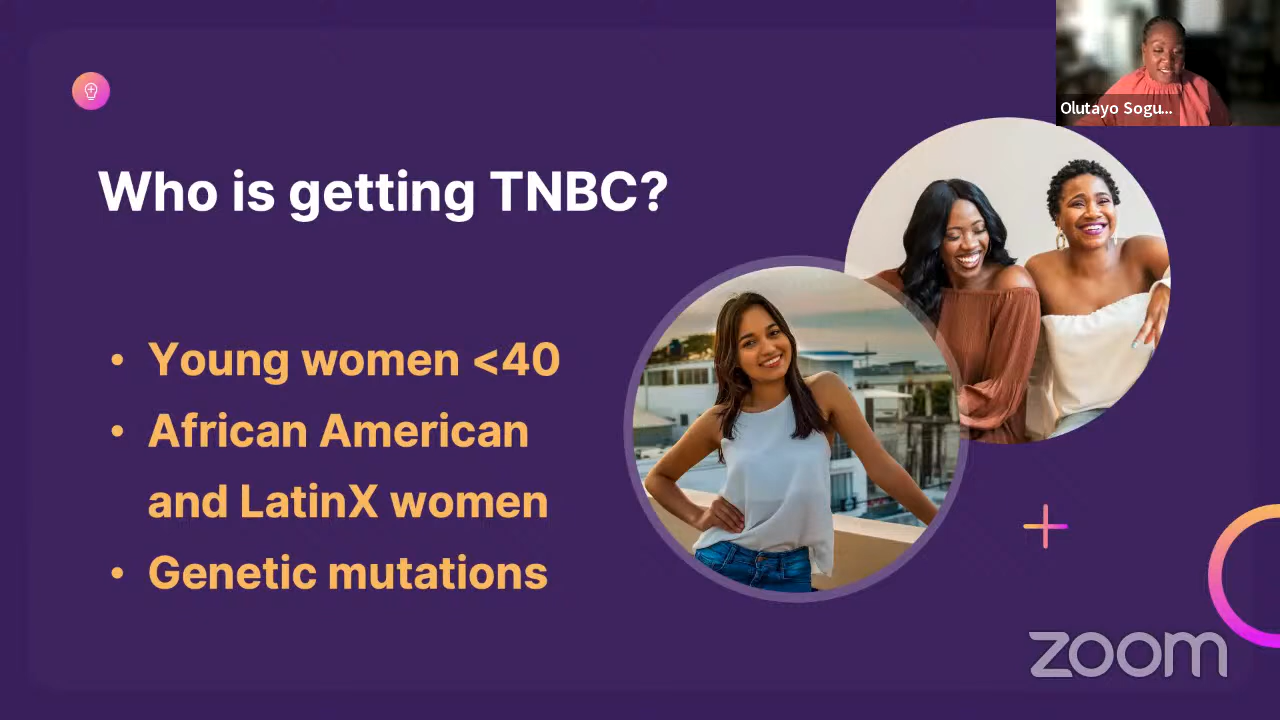 Olutayo Sogu...
Who is getting TNBC?
• Young women <40
• African American
and LatinX women
• Genetic mutations
zoom